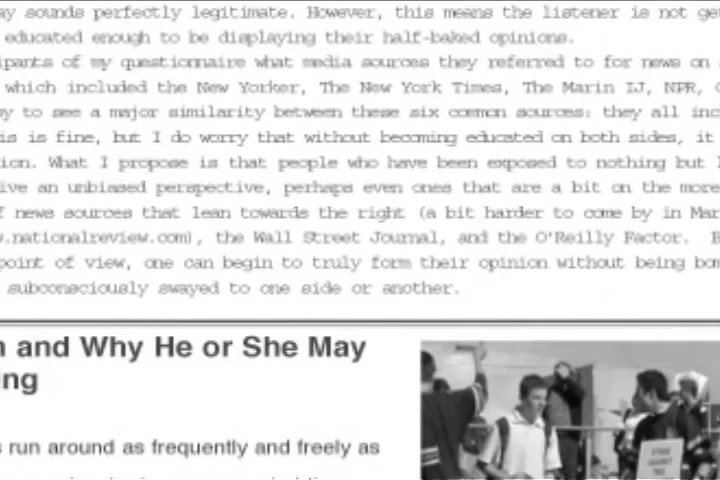 ay sounds perfectly legitimate. However, this means the listener is not ge
educated enough to be displaying their half-baked opinions.
ipants of my questionnaire what media sources they referred to for news on
which included the New Yorker, The New York Times, The Marin IJ, NPR,
y to see a major similarity between these six common sources: they all inc
is is fine, but I do worry that without becoming educated on both sides, it
ion. What I propose is that people who have been exposed to nothing but
ive an unbiased perspective, perhaps even ones that are a bit on the more
f news sources that lean towards the right (a bit harder to come by in Mar
w.nationalreview.com), the Wall Street Journal, and the O'Reilly Factor.
point of view, one can begin to truly form their opinion without being bom
subconsciously swayed to one side or another.
n and Why He or She May
ing
s run around as frequently and freely as